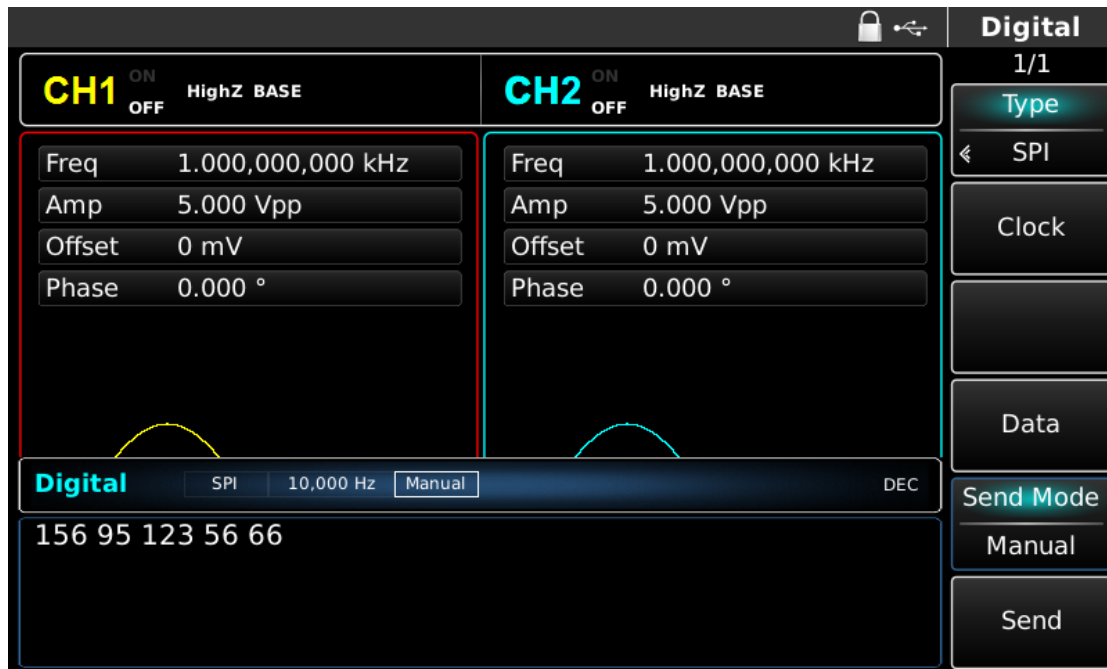 Digital
1/1
CH1 ON OFF HighZ BASE
CH2 ON OFF HighZ BASE
Type
SPI
Freq 1.000,000,000 kHz
Amp 5.000 Vpp
Offset 0 mV
Phase 0.000 °
Freq 1.000,000,000 kHz
Amp 5.000 Vpp
Offset 0 mV
Phase 0.000 °
Clock
Data
Digital SPI 10,000 Hz Manual DEC
156 95 123 56 66
Send Mode
Manual
Send